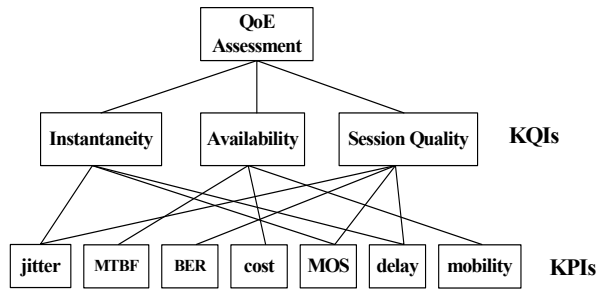 QoE
Assessment
Instantaneity
Availability
Session Quality
KQIs
jitter
MTBF
BER
cost
MOS
delay
mobility
KPIs